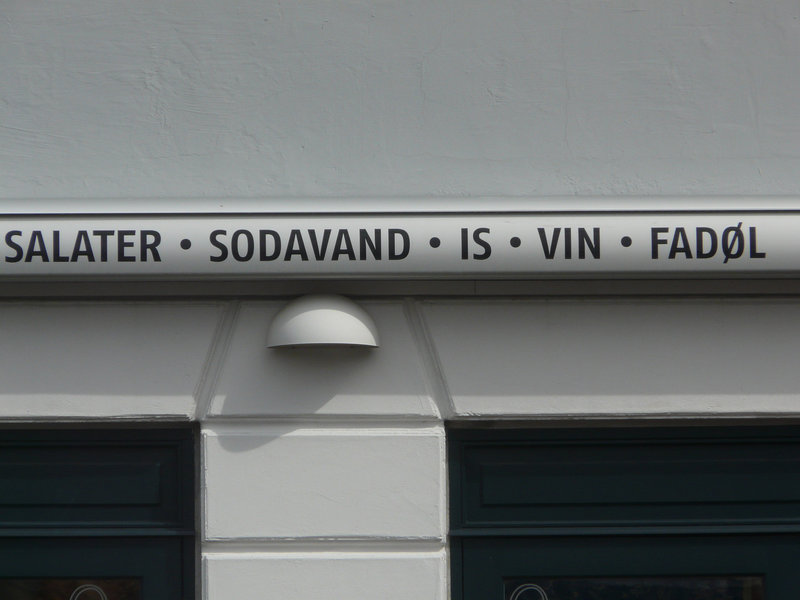 SALATER • SODAVAND • IS • VIN • FADØL